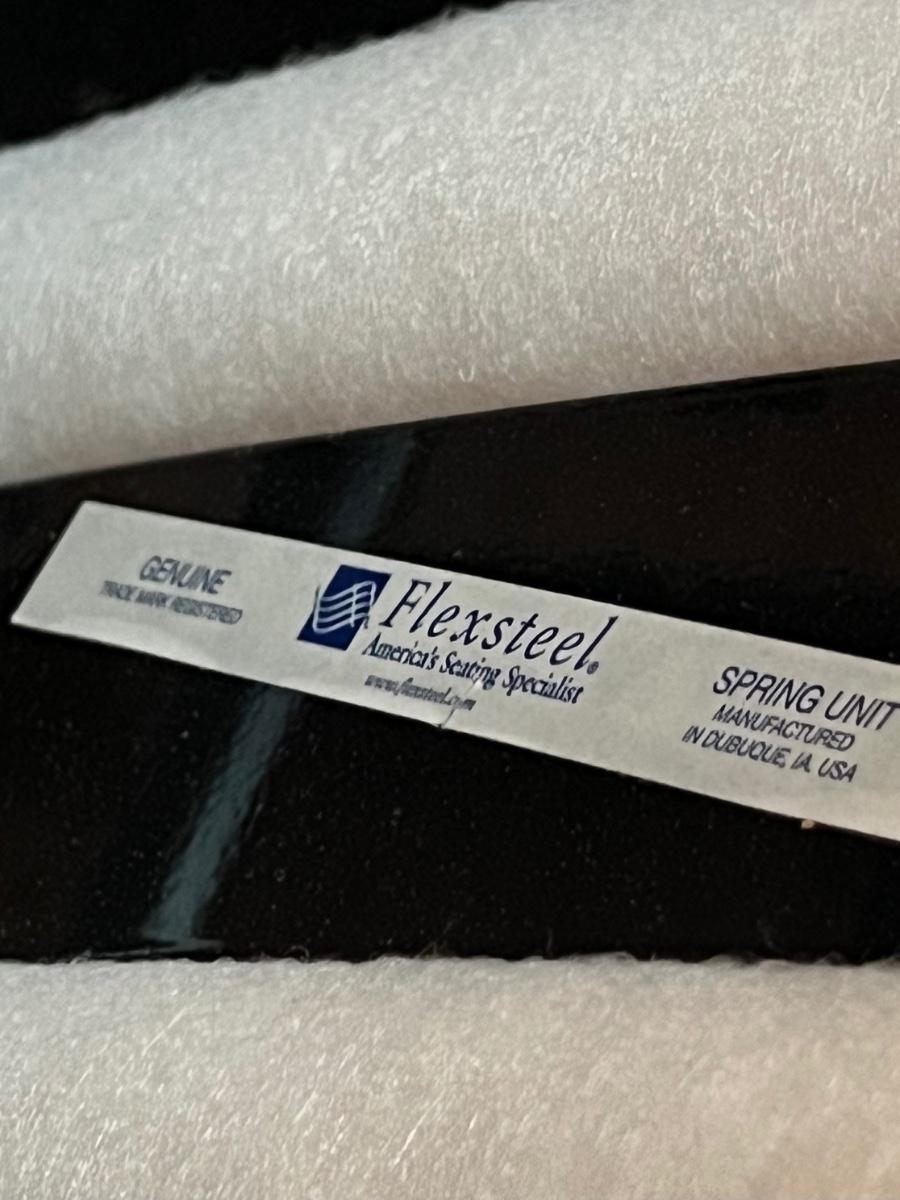 GENUINE
TRADE MARK REGISTERED
Flexsteel®
America's Seating Specialist
www.flexsteel.com
SPRING UNIT
MANUFACTURED
IN DUBUQUE, IA. USA